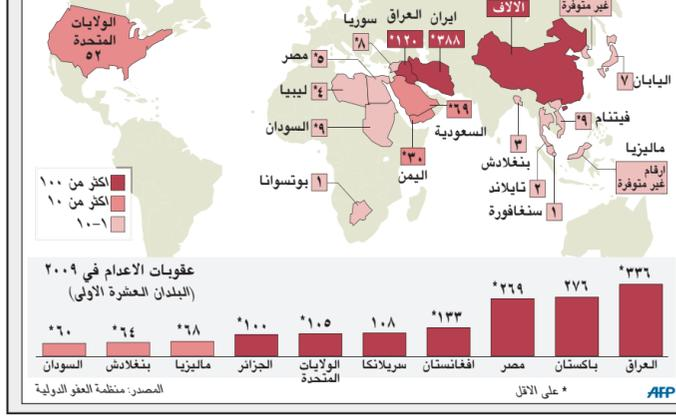 الالاف
غير متوفرة
ايران
*٣٨٨
العراق
*١٢٠
سوريا
*٨
الولايات
المتحدة
٥٢
مصر
*٥
ليبيا
*٤
السودان
*٩
السعودية
*٦٩
اليمن
*٣٠
بوتسوانا
١
اليابان
٧
فيتنام
*٩
بنغلادش
٣
تايلاند
٢
سنغافورة
١
ماليزيا
ارقام
غير متوفرة
اكثر من ١٠٠
اكثر من ١٠
١-١٠
عقوبات الاعدام في ٢٠٠٩
(البلدان العشرة الاولى)
*٣٣٦
العراق
٢٧٦
باكستان
*٢٦٩
مصر
*١٣٣
افغانستان
١٠٨
سريلانكا
*١٠٥
الولايات
المتحدة
*١٠٠
الجزائر
*٦٨
ماليزيا
*٦٤
بنغلادش
*٦٠
السودان
* على الاقل
المصدر: منظمة العفو الدولية
AFP